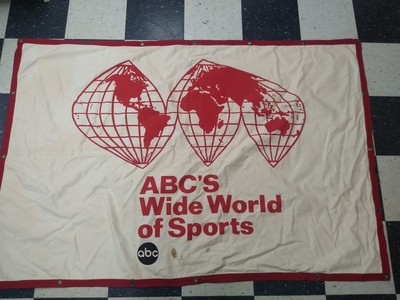 ABC'S
Wide World
of Sports
abc